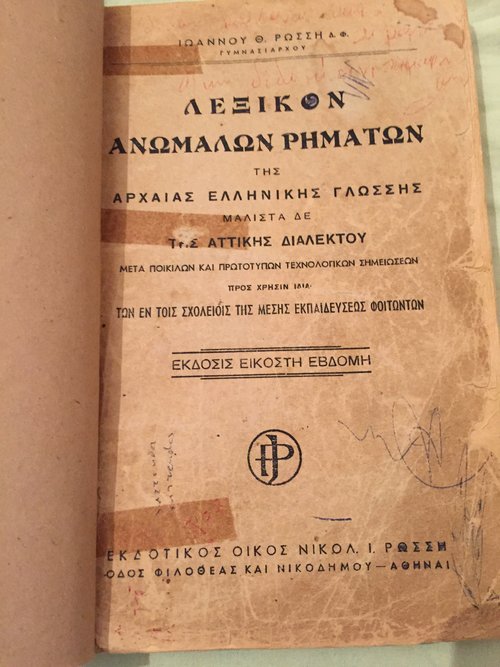 ΙΩΑΝΝΟΥ Θ. ΡΩΣΣΗ Δ.Φ.
ΓΥΜΝΑΣΙΑΡΧΟΥ
ΛΕΞΙΚΟΝ
ΑΝΩΜΑΛΩΝ ΡΗΜΑΤΩΝ
ΤΗΣ
ΑΡΧΑΙΑΣ ΕΛΛΗΝΙΚΗΣ ΓΛΩΣΣΗΣ
ΜΑΛΙΣΤΑ ΔΕ
ΤΗΣ ΑΤΤΙΚΗΣ ΔΙΑΛΕΚΤΟΥ
ΜΕΤΑ ΠΟΙΚΙΛΩΝ ΚΑΙ ΠΡΩΤΟΤΥΠΩΝ ΤΕΧΝΟΛΟΓΙΚΩΝ ΣΗΜΕΙΩΣΕΩΝ
ΠΡΟΣ ΧΡΗΣΙΝ ΙΔΙΑ
ΤΩΝ ΕΝ ΤΟΙΣ ΣΧΟΛΕΙΟΙΣ ΤΗΣ ΜΕΣΗΣ ΕΚΠΑΙΔΕΥΣΕΩΣ ΦΟΙΤΩΝΤΩΝ
ΕΚΔΟΣΙΣ ΕΙΚΟΣΤΗ ΕΒΔΟΜΗ
ΕΚΔΟΤΙΚΟΣ ΟΙΚΟΣ ΝΙΚΟΛ. Ι. ΡΩΣΣΗ
ΟΔΟΣ ΦΙΛΟΘΕΑΣ ΚΑΙ ΝΙΚΟΔΗΜΟΥ — ΑΘΗΝΑΙ